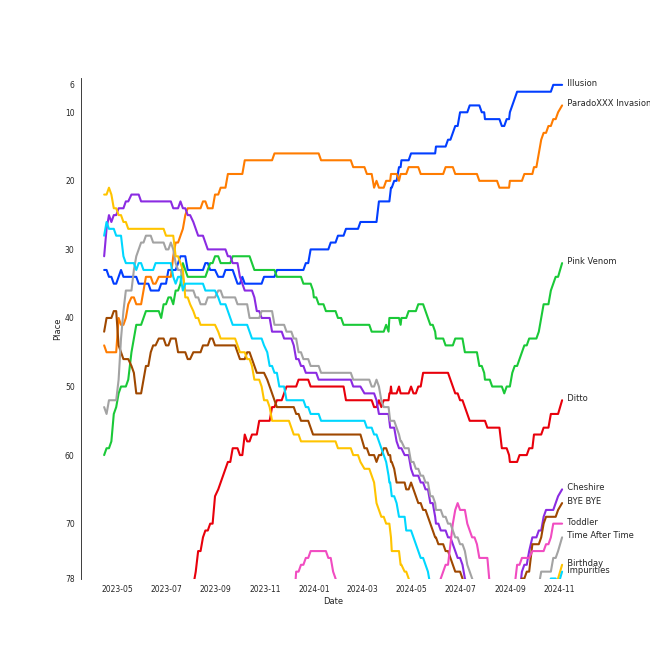 6
10
20
30
40
50
60
70
78
Place
2023-05
2023-07
2023-09
2023-11
2024-01
2024-03
2024-05
2024-07
2024-09
2024-11
Date
Illusion
ParadoXXX Invasion
Pink Venom
Ditto
Cheshire
BYE BYE
Toddler
Time After Time
Birthday
Impurities